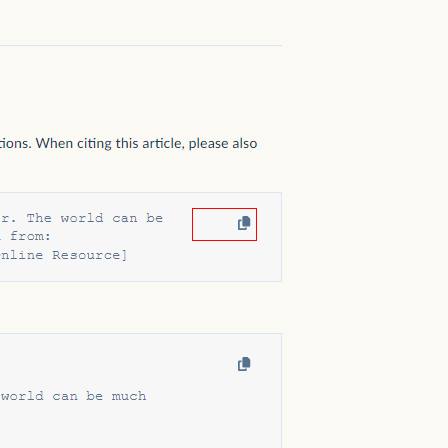 ions. When citing this article, please also
r. The world can be
from:
nline Resource]
world can be much